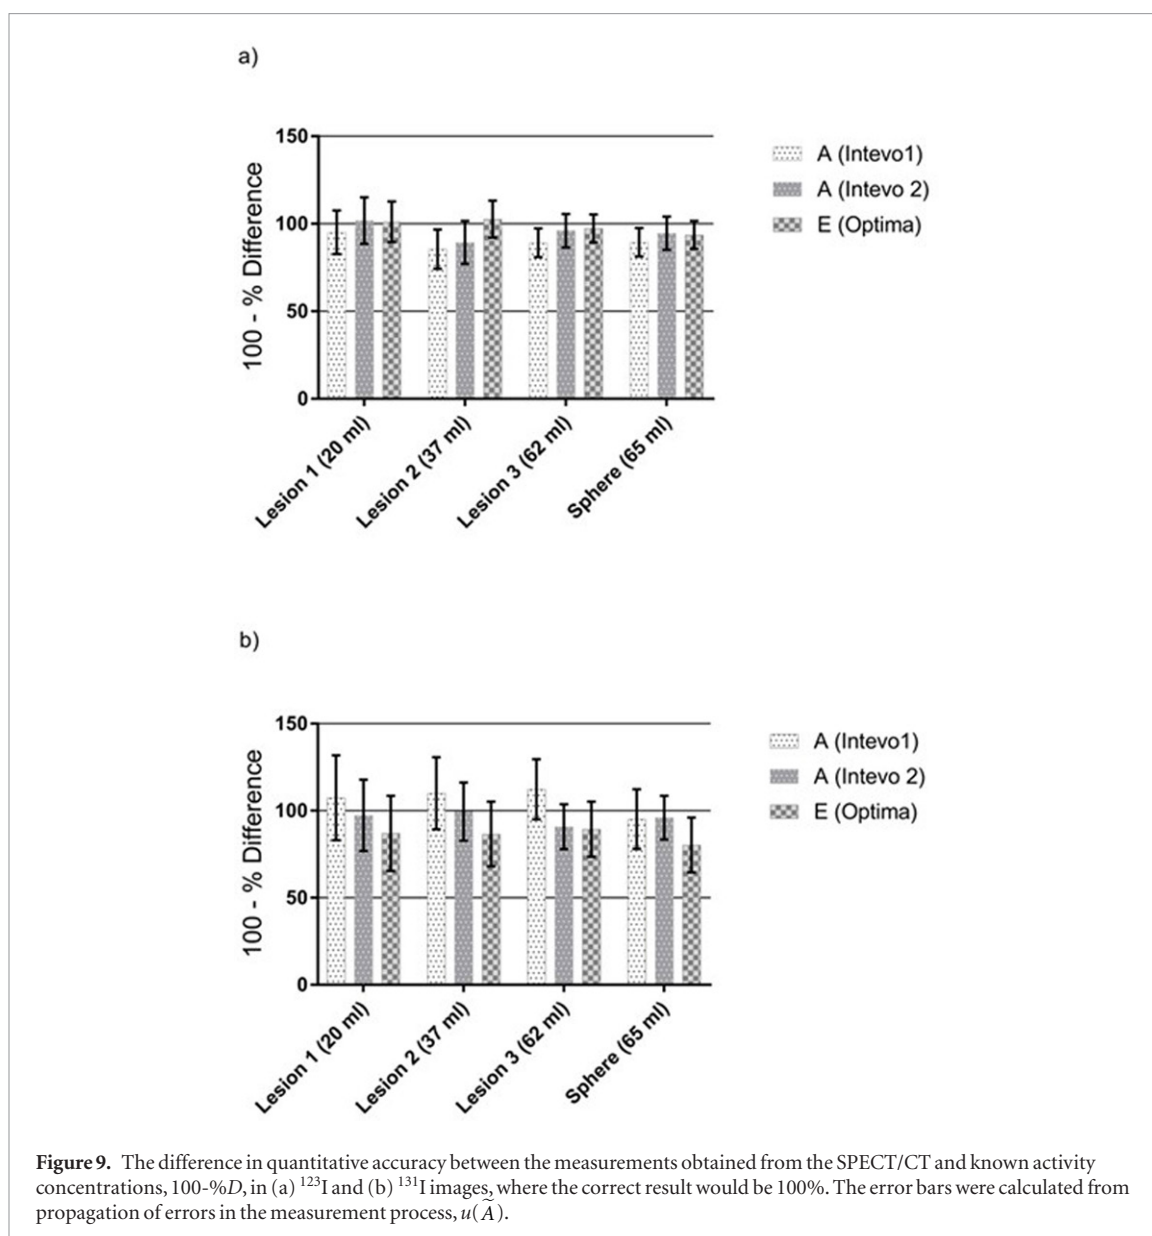 a)
150
100
50
0
100 - % Difference
Lesion 1 (20 ml)
Lesion 2 (37 ml)
Lesion 3 (62 ml)
Sphere (65 ml)
A (Intevo1)
A (Intevo 2)
E (Optima)
b)
150
100
50
0
100 - % Difference
Lesion 1 (20 ml)
Lesion 2 (37 ml)
Lesion 3 (62 ml)
Sphere (65 ml)
A (Intevo1)
A (Intevo 2)
E (Optima)
Figure 9. The difference in quantitative accuracy between the measurements obtained from the SPECT/CT and known activity
concentrations, 100-%D, in (a) ¹²³I and (b) ¹³¹I images, where the correct result would be 100%. The error bars were calculated from
propagation of errors in the measurement process, u(Ã).